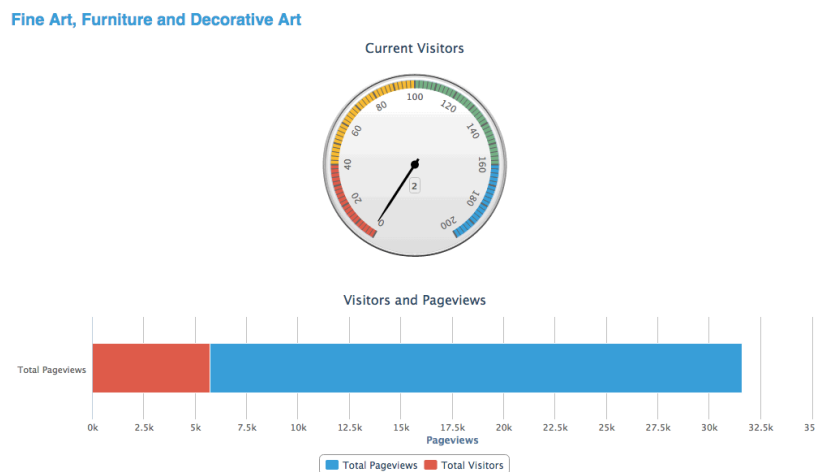 Fine Art, Furniture and Decorative Art
Current Visitors
0 20 40 60 80 100 120 140 160 180 200
2
Visitors and Pageviews
Total Pageviews
0k 2.5k 5k 7.5k 10k 12.5k 15k 17.5k 20k 22.5k 25k 27.5k 30k 32.5k 35
Pageviews
Total Pageviews Total Visitors